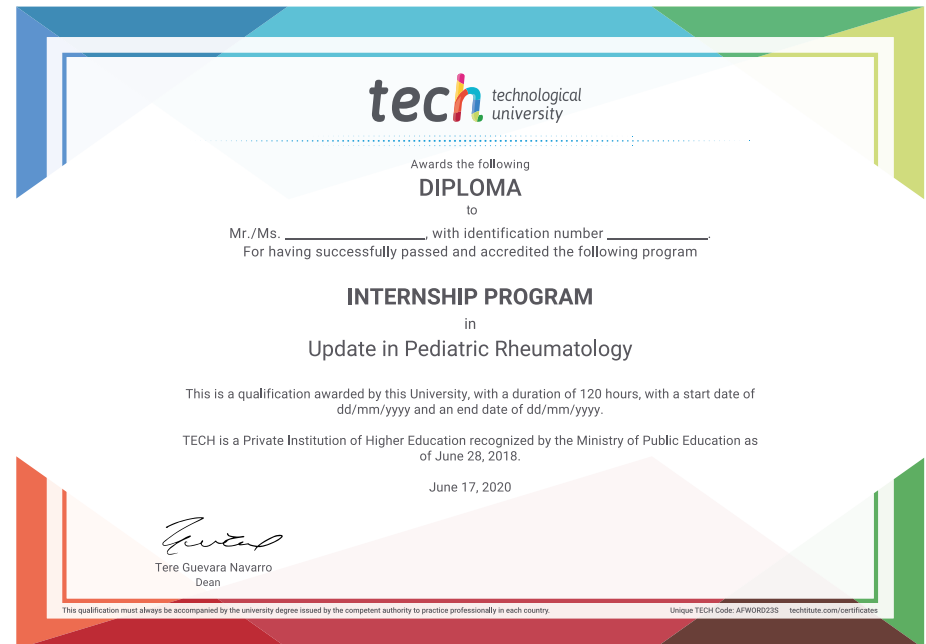 tech technological
university
Awards the following
DIPLOMA
to
Mr./Ms. ____________________, with identification number ______________.
For having successfully passed and accredited the following program
INTERNSHIP PROGRAM
in
Update in Pediatric Rheumatology
This is a qualification awarded by this University, with a duration of 120 hours, with a start date of
dd/mm/yyyy and an end date of dd/mm/yyyy.
TECH is a Private Institution of Higher Education recognized by the Ministry of Public Education as
of June 28, 2018.
June 17, 2020
Tere Guevara Navarro
Dean
This qualification must always be accompanied by the university degree issued by the competent authority to practice professionally in each country.
Unique TECH Code: AFWORD23S techtitute.com/certificates